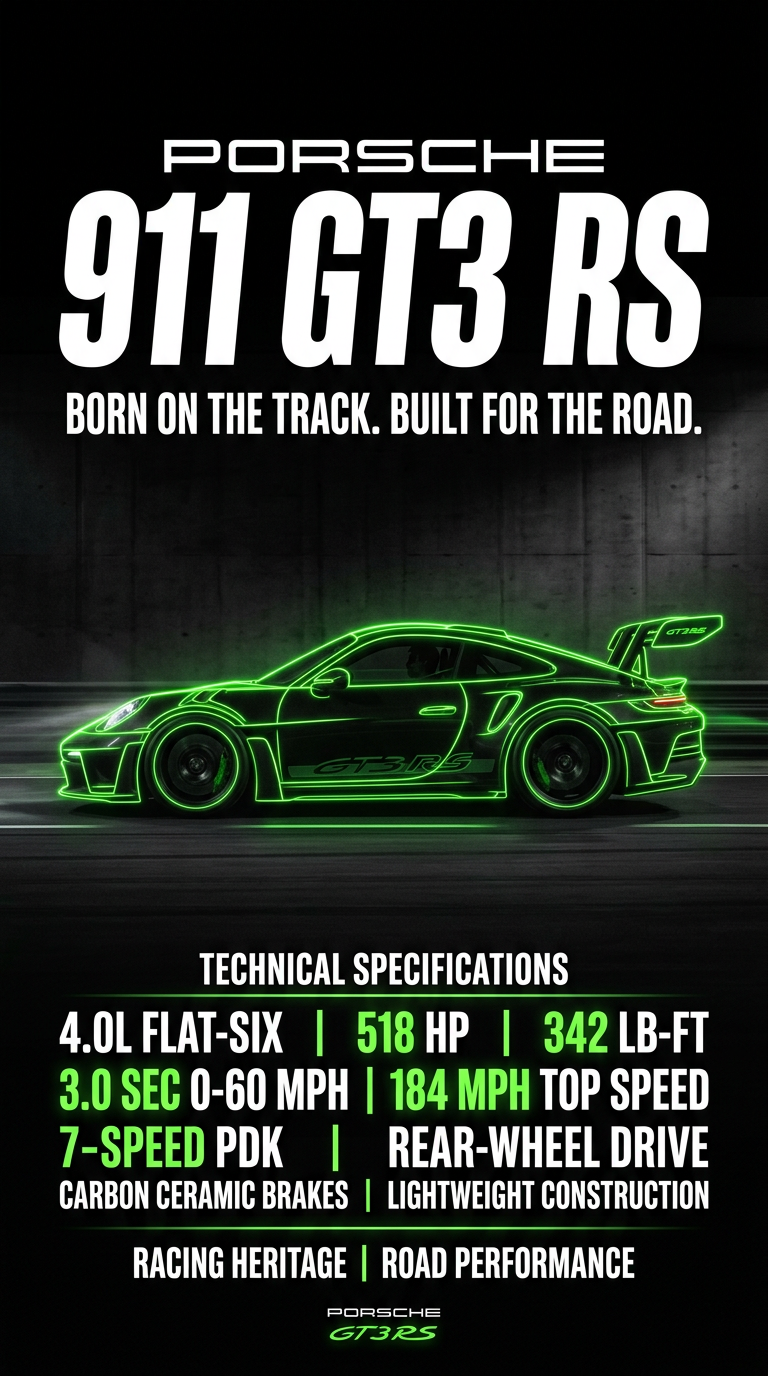 PORSCHE
911 GT3 RS
BORN ON THE TRACK. BUILT FOR THE ROAD.
GT3RS
GT3 RS
TECHNICAL SPECIFICATIONS
4.0L FLAT-SIX | 518 HP | 342 LB-FT
3.0 SEC 0-60 MPH | 184 MPH TOP SPEED
7-SPEED PDK | REAR-WHEEL DRIVE
CARBON CERAMIC BRAKES | LIGHTWEIGHT CONSTRUCTION
RACING HERITAGE | ROAD PERFORMANCE
PORSCHE
GT3RS